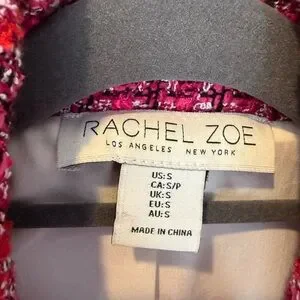 RACHEL ZOE
LOS ANGELES NEW YORK
US:S
CA:S/P
UK:S
EU:S
AU:S
MADE IN CHINA